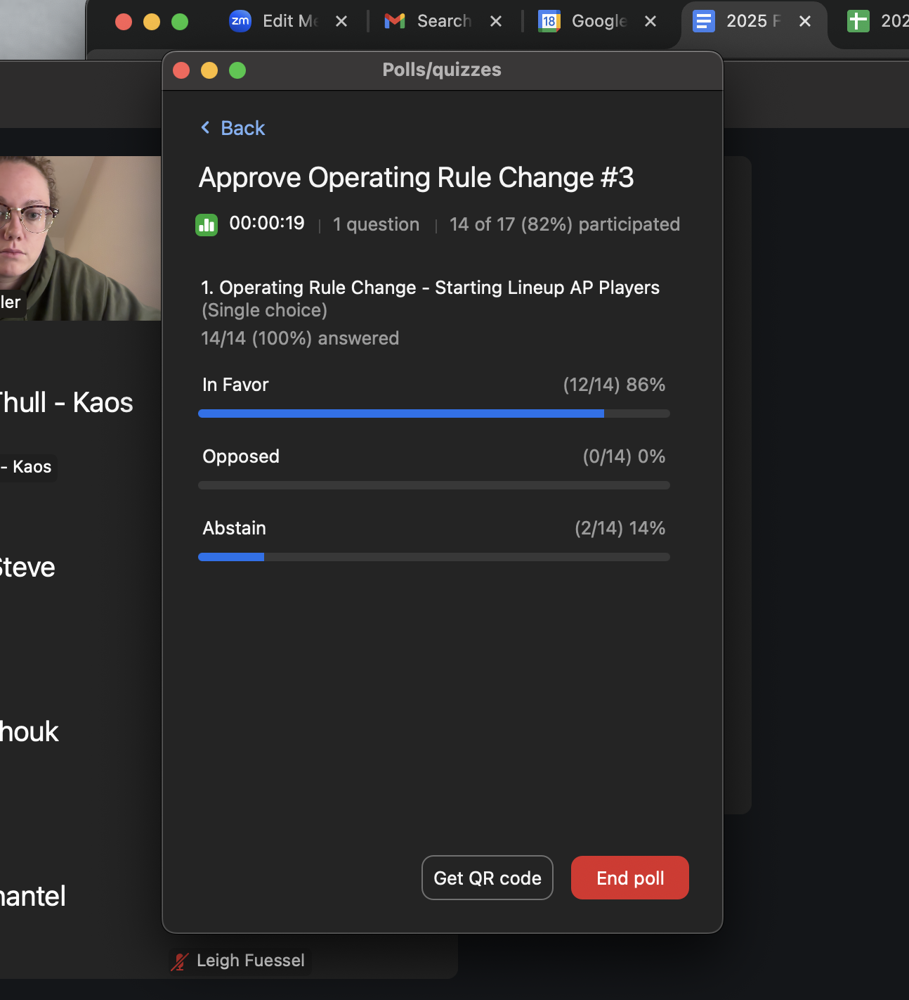 zm Edit Me Search 18 Google 2025 F 202
Polls/quizzes
Back
Approve Operating Rule Change #3
00:00:19 | 1 question | 14 of 17 (82%) participated
1. Operating Rule Change - Starting Lineup AP Players
(Single choice)
14/14 (100%) answered
In Favor (12/14) 86%
Opposed (0/14) 0%
Abstain (2/14) 14%
Get QR code
End poll
ler
Thull - Kaos
- Kaos
Steve
houk
hantel
Leigh Fuessel